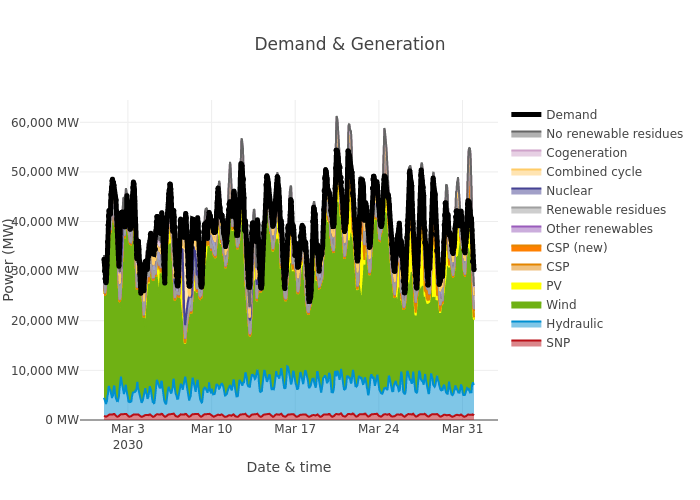 Demand & Generation
Power (MW)
60,000 MW
50,000 MW
40,000 MW
30,000 MW
20,000 MW
10,000 MW
0 MW
Mar 3
2030
Mar 10
Mar 17
Mar 24
Mar 31
Date & time
Demand
No renewable residues
Cogeneration
Combined cycle
Nuclear
Renewable residues
Other renewables
CSP (new)
CSP
PV
Wind
Hydraulic
SNP